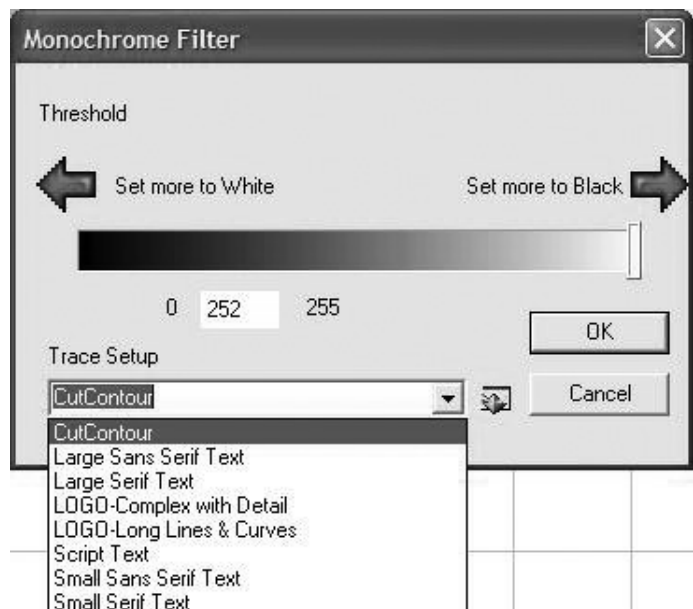 Monochrome Filter
Threshold
Set more to White Set more to Black
0 252 255
OK
Trace Setup
CutContour
Cancel
CutContour
Large Sans Serif Text
Large Serif Text
LOGO-Complex with Detail
LOGO-Long Lines & Curves
Script Text
Small Sans Serif Text
Small Serif Text